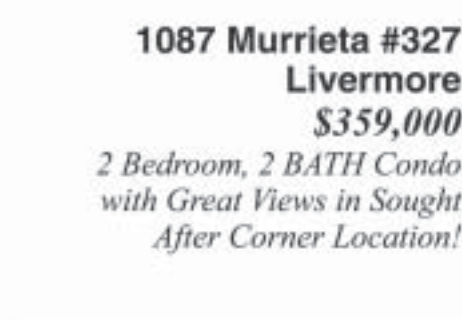 1087 Murrieta #327
Livermore
$359,000
2 Bedroom, 2 BATH Condo
with Great Views in Sought
After Corner Location!